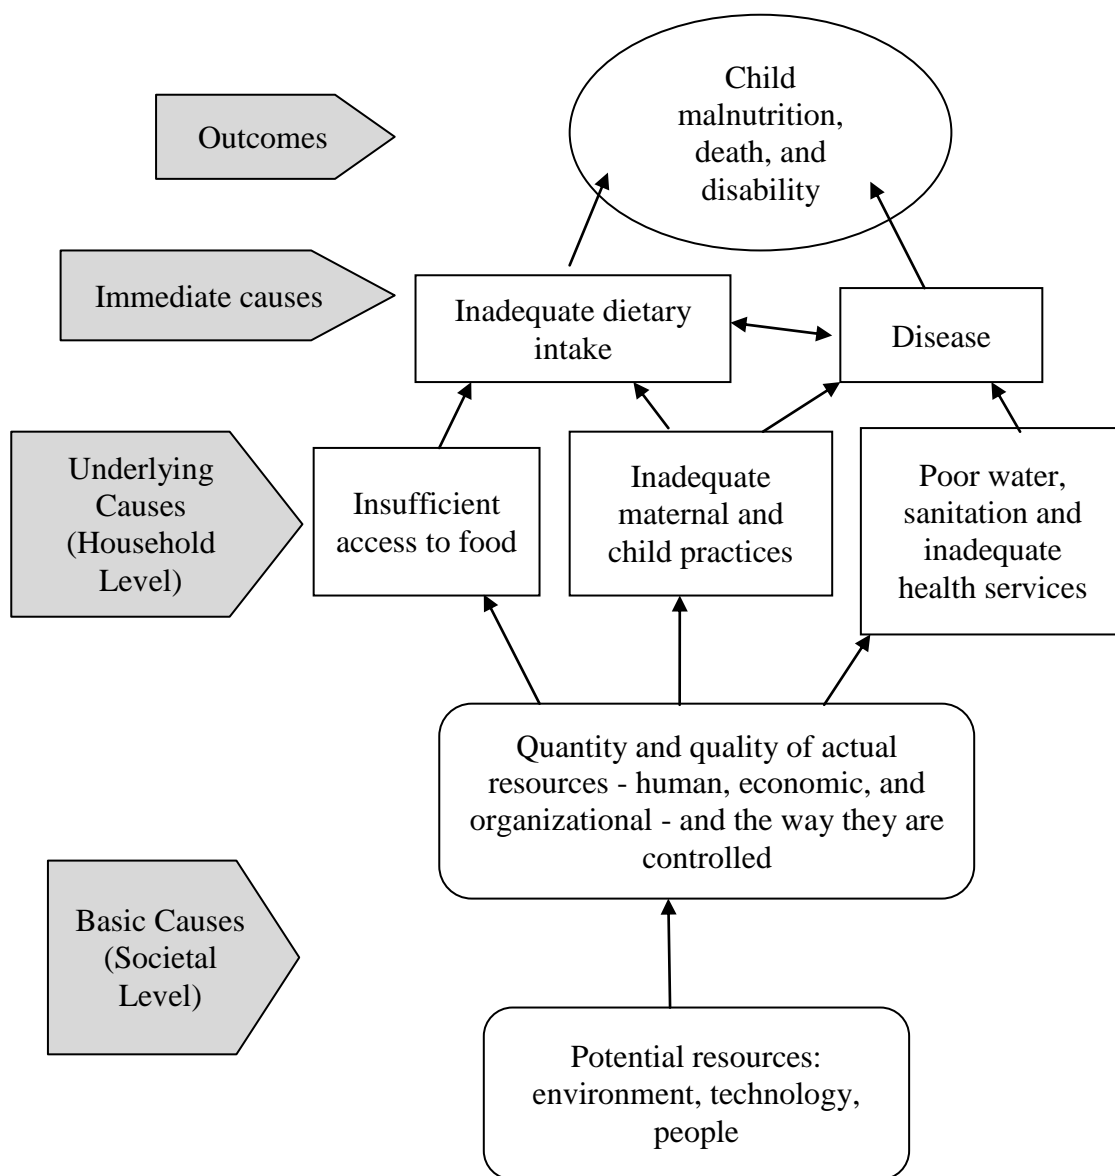 Child
malnutrition,
death, and
disability
Outcomes
Immediate causes
Inadequate dietary
intake
Disease
Underlying
Causes
(Household
Level)
Insufficient
access to food
Inadequate
maternal and
child practices
Poor water,
sanitation and
inadequate
health services
Quantity and quality of actual
resources - human, economic, and
organizational - and the way they are
controlled
Basic Causes
(Societal
Level)
Potential resources:
environment, technology,
people